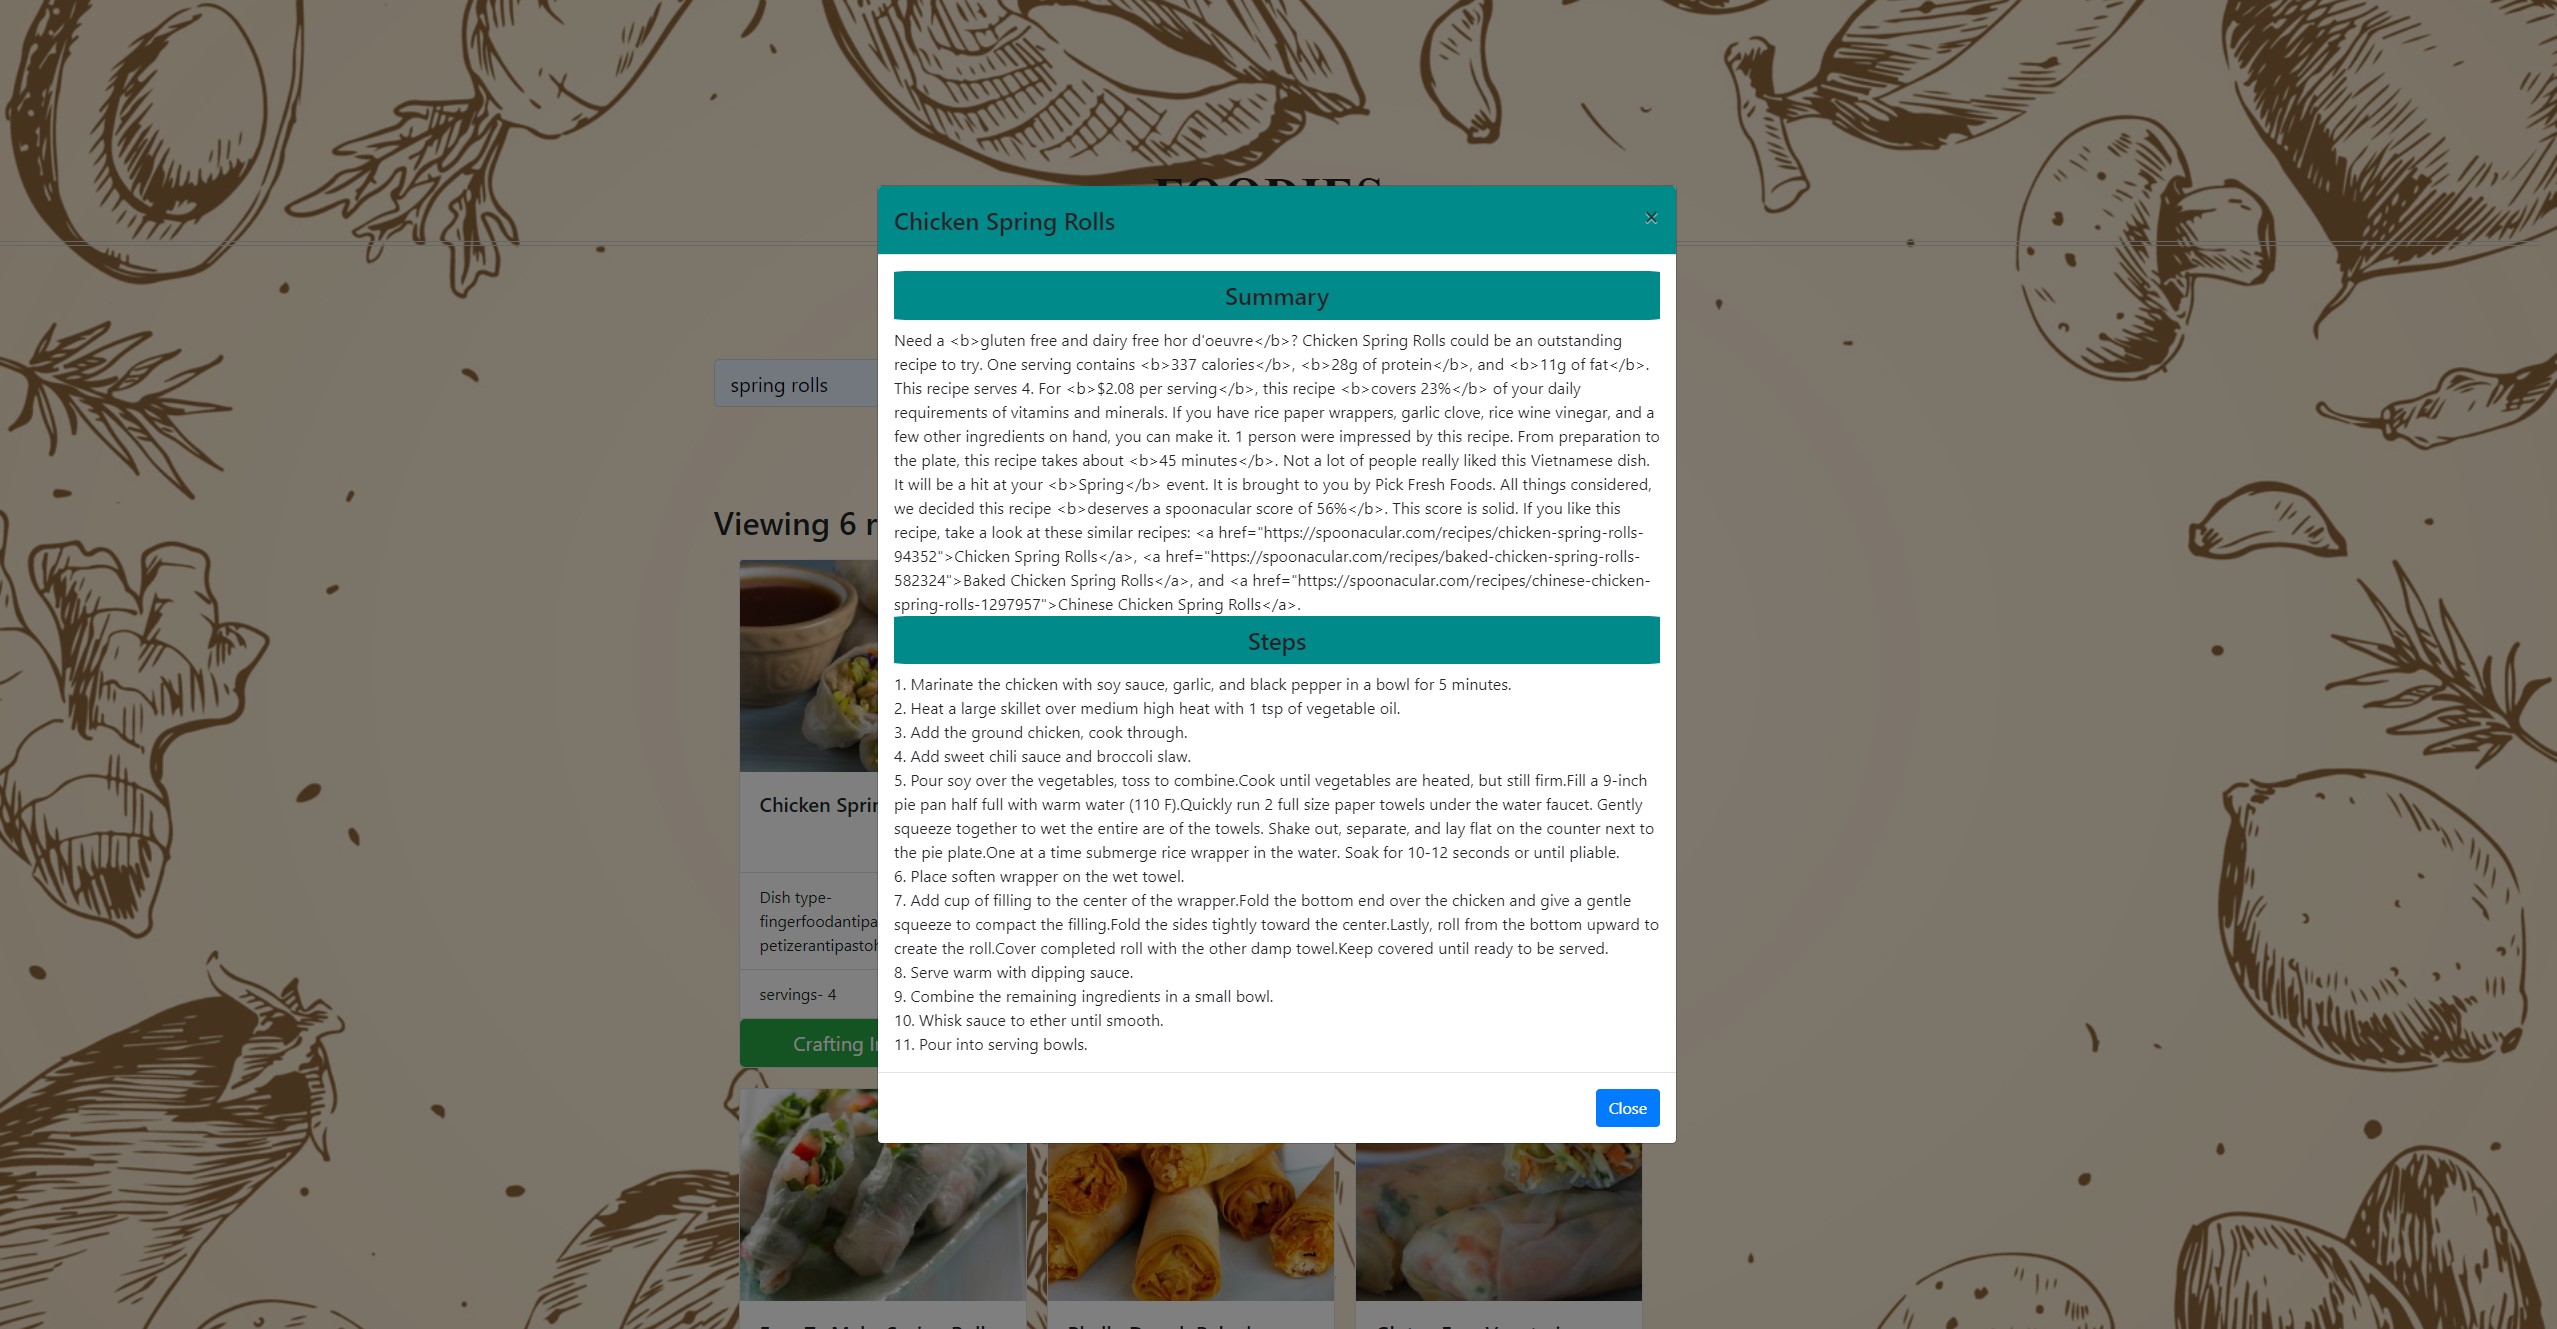 FOODIES
Chicken Spring Rolls
×
Summary
Need a <b>gluten free and dairy free hor d'oeuvre</b>? Chicken Spring Rolls could be an outstanding
recipe to try. One serving contains <b>337 calories</b>, <b>28g of protein</b>, and <b>11g of fat</b>.
This recipe serves 4. For <b>$2.08 per serving</b>, this recipe <b>covers 23%</b> of your daily
requirements of vitamins and minerals. If you have rice paper wrappers, garlic clove, rice wine vinegar, and a
few other ingredients on hand, you can make it. 1 person were impressed by this recipe. From preparation to
the plate, this recipe takes about <b>45 minutes</b>. Not a lot of people really liked this Vietnamese dish.
It will be a hit at your <b>Spring</b> event. It is brought to you by Pick Fresh Foods. All things considered,
we decided this recipe <b>deserves a spoonacular score of 56%</b>. This score is solid. If you like this
recipe, take a look at these similar recipes: <a href="https://spoonacular.com/recipes/chicken-spring-rolls-
94352">Chicken Spring Rolls</a>, <a href="https://spoonacular.com/recipes/baked-chicken-spring-rolls-
582324">Baked Chicken Spring Rolls</a>, and <a href="https://spoonacular.com/recipes/chinese-chicken-
spring-rolls-1297957">Chinese Chicken Spring Rolls</a>.
Steps
1. Marinate the chicken with soy sauce, garlic, and black pepper in a bowl for 5 minutes.
2. Heat a large skillet over medium high heat with 1 tsp of vegetable oil.
3. Add the ground chicken, cook through.
4. Add sweet chili sauce and broccoli slaw.
5. Pour soy over the vegetables, toss to combine.Cook until vegetables are heated, but still firm.Fill a 9-inch
pie pan half full with warm water (110 F).Quickly run 2 full size paper towels under the water faucet. Gently
squeeze together to wet the entire are of the towels. Shake out, separate, and lay flat on the counter next to
the pie plate.One at a time submerge rice wrapper in the water. Soak for 10-12 seconds or until pliable.
6. Place soften wrapper on the wet towel.
7. Add cup of filling to the center of the wrapper.Fold the bottom end over the chicken and give a gentle
squeeze to compact the filling.Fold the sides tightly toward the center.Lastly, roll from the bottom upward to
create the roll.Cover completed roll with the other damp towel.Keep covered until ready to be served.
8. Serve warm with dipping sauce.
9. Combine the remaining ingredients in a small bowl.
10. Whisk sauce to ether until smooth.
11. Pour into serving bowls.
Close
spring rolls
Viewing 6
Chicken
Dish type-
servings- 4
Crafting